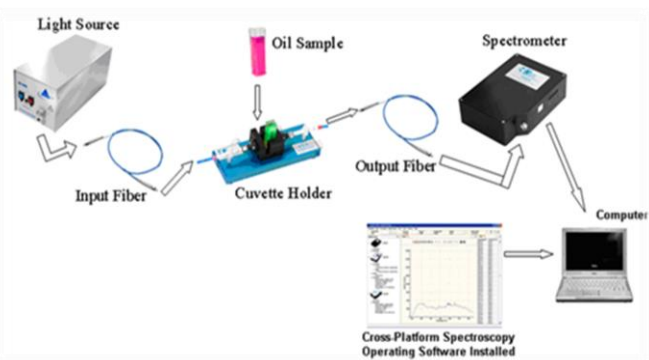 Light Source
Oil Sample
Spectrometer
Input Fiber
Cuvette Holder
Output Fiber
Computer
Cross-Platform Spectroscopy
Operating Software Installed